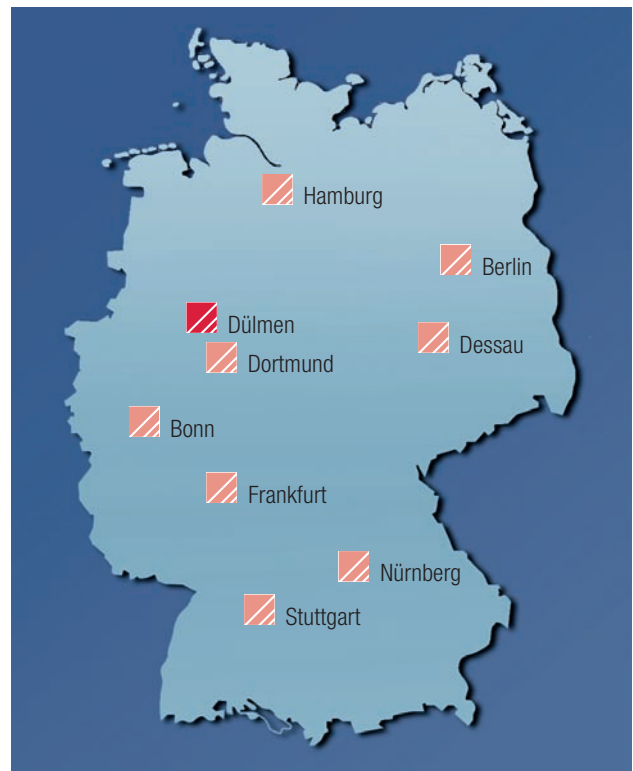 Hamburg
Berlin
Dülmen
Dessau
Dortmund
Bonn
Frankfurt
Nürnberg
Stuttgart